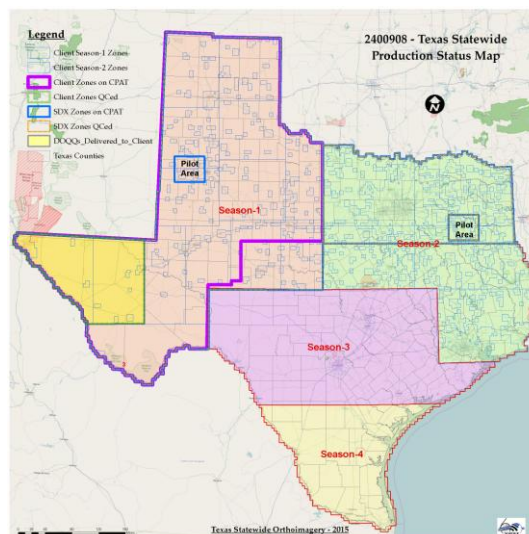 Legend
Client Season-1 Zones
Client Season-2 Zones
Client Zones on CPAT
Client Zones QCed
SDX Zones on CPAT
SDX Zones QCed
DOQQs_Delivered_to_Client
Texas Counties
2400908 - Texas Statewide
Production Status Map
N
Pilot
Area
Season-1
Pilot
Area
Season-2
Season-3
Season-4
Texas Statewide Orthoimagery - 2015